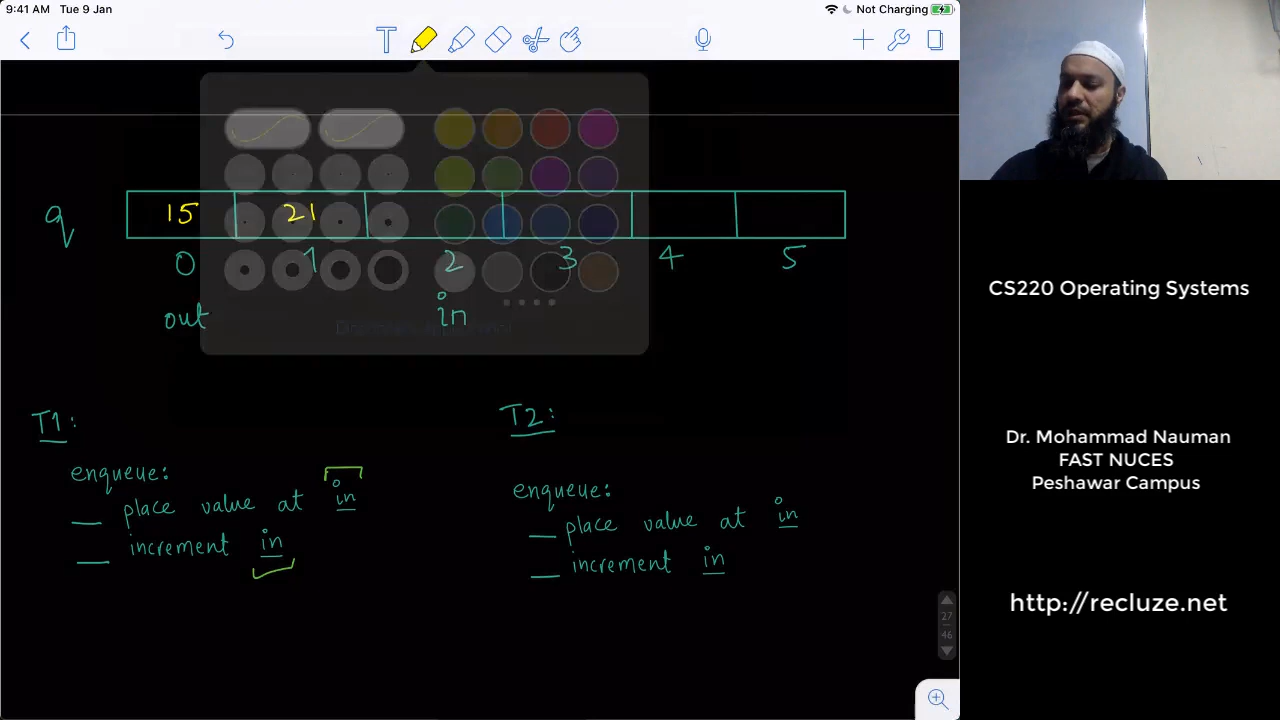 9:41 AM Tue 9 Jan
Not Charging
q
15 21
0 1 2 3 4 5
out in
T1:
enqueue:
place value at in
increment in
T2:
enqueue:
place value at in
increment in
27
46
CS220 Operating Systems
Dr. Mohammad Nauman
FAST NUCES
Peshawar Campus
http://recluze.net